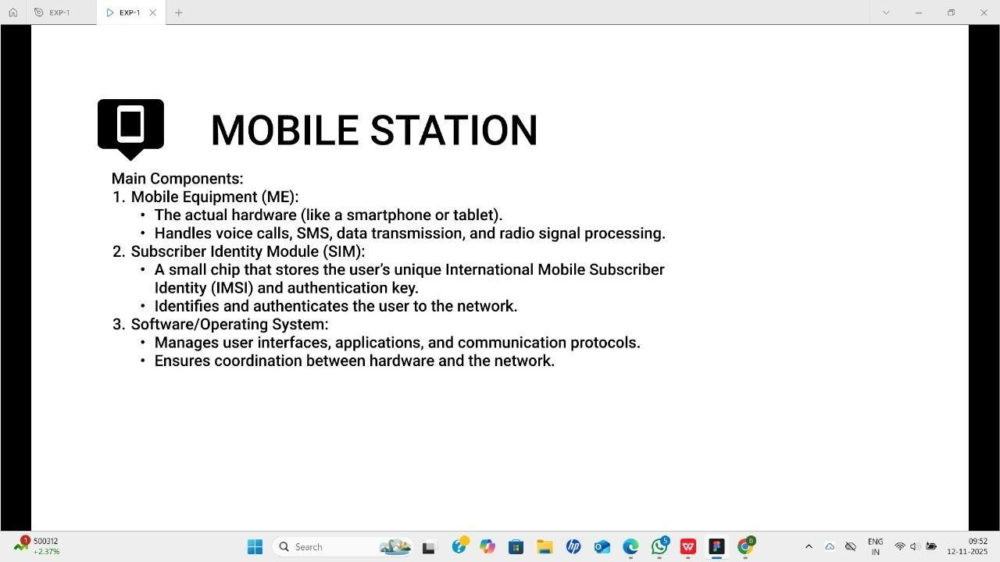 EXP-1
EXP-1
MOBILE STATION
Main Components:
1. Mobile Equipment (ME):
• The actual hardware (like a smartphone or tablet).
• Handles voice calls, SMS, data transmission, and radio signal processing.
2. Subscriber Identity Module (SIM):
• A small chip that stores the user’s unique International Mobile Subscriber
Identity (IMSI) and authentication key.
• Identifies and authenticates the user to the network.
3. Software/Operating System:
• Manages user interfaces, applications, and communication protocols.
• Ensures coordination between hardware and the network.
1
500312
+2.37%
Search
hp
5
W
D
ENG
IN
09:52
12-11-2025